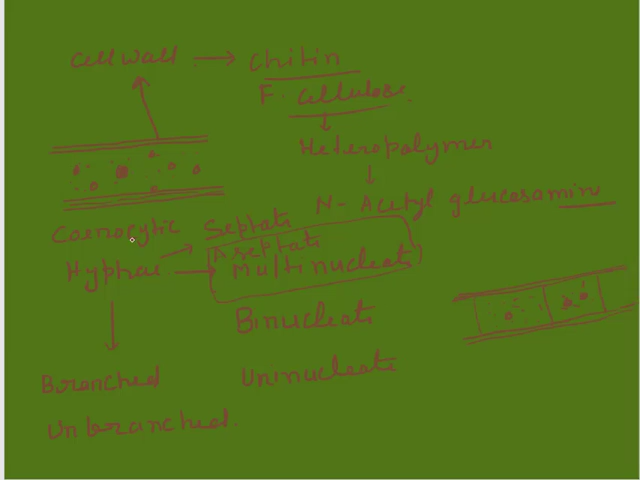 Cell Wall → Chitin
F. Cellulose
Heteropolymer
N- Acetyl glucosamine
Coenocytic
Septate
Aseptate
Hyphae → Multinucleate
Binucleate
Branched
Uninucleate
Unbranched.